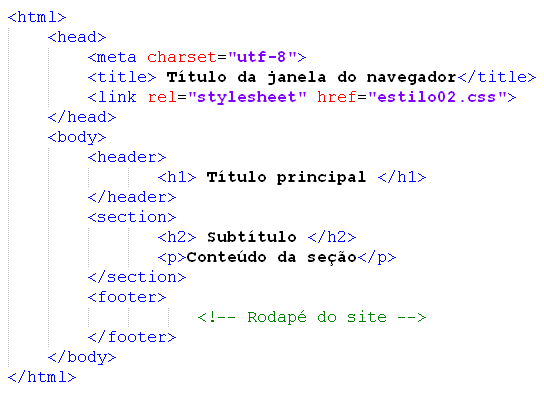 <html>
<head>
<meta charset="utf-8">
<title> Título da janela do navegador</title>
<link rel="stylesheet" href="estilo02.css">
</head>
<body>
<header>
<h1> Título principal </h1>
</header>
<section>
<h2> Subtítulo </h2>
<p>Conteúdo da seção</p>
</section>
<footer>
<!-- Rodapé do site -->
</footer>
</body>
</html>